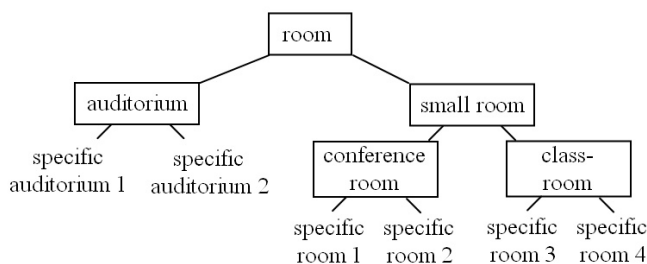 room
auditorium
small room
specific
auditorium 1
specific
auditorium 2
conference
room
class-
room
specific
room 1
specific
room 2
specific
room 3
specific
room 4